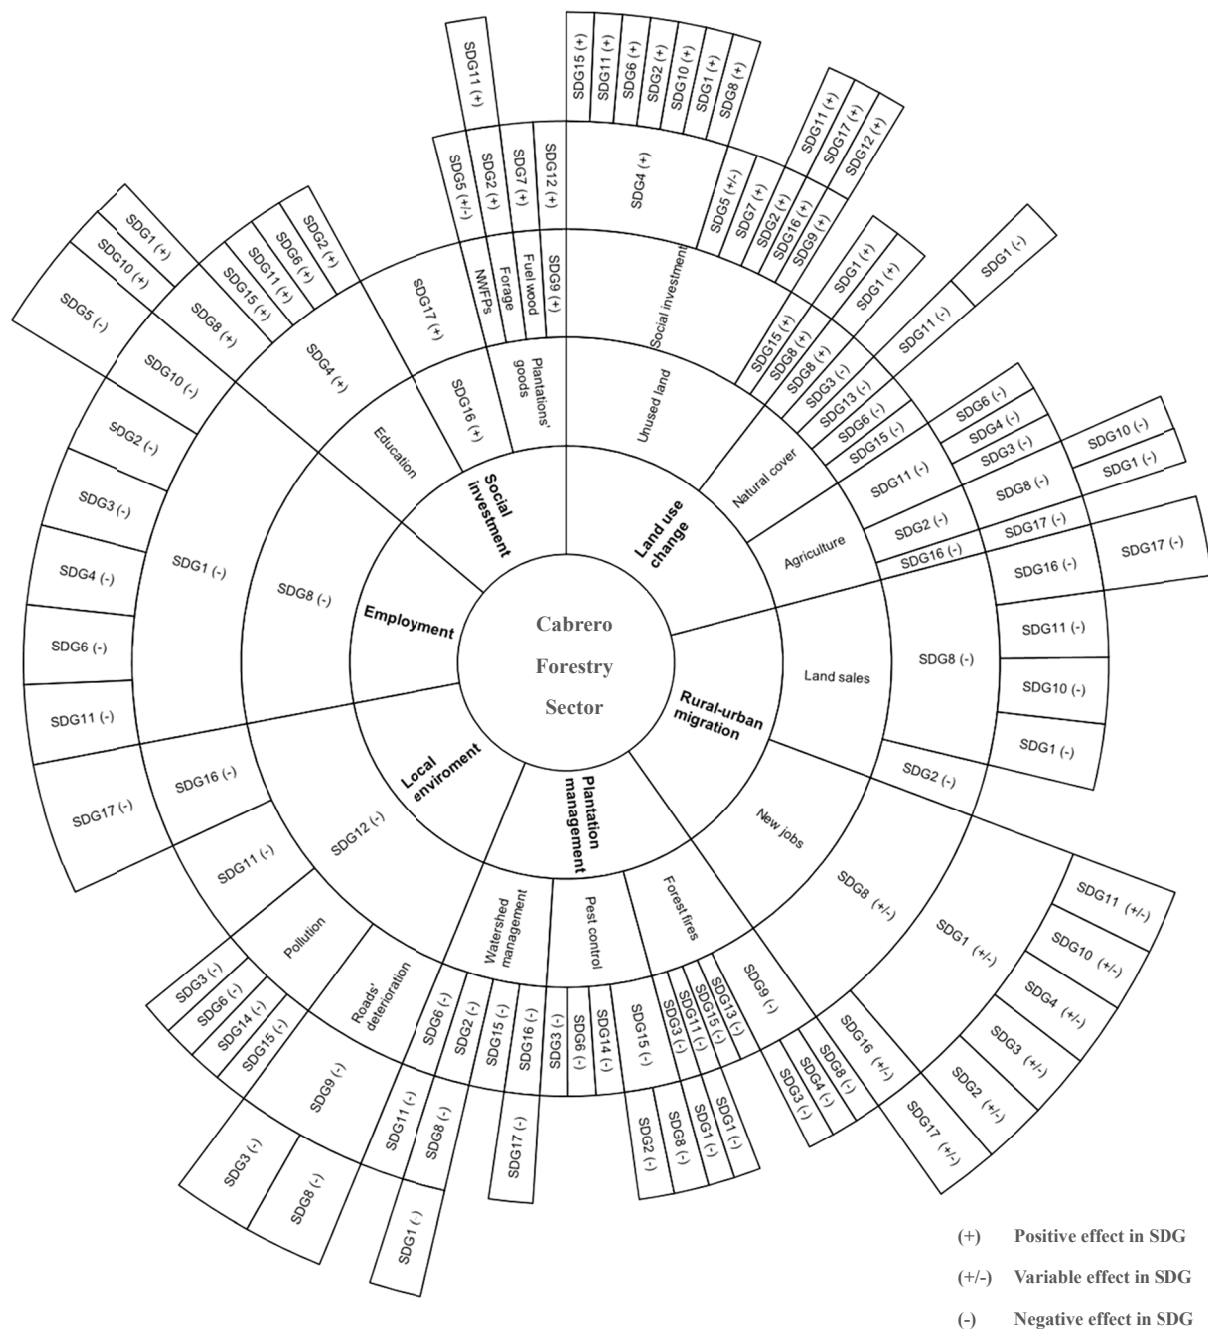 Cabrero
Forestry
Sector
Land use
change
Unused land
Social investment
SDG4 (+)
SDG15 (+)
SDG11 (+)
SDG6 (+)
SDG2 (+)
SDG10 (+)
SDG1 (+)
SDG8 (+)
SDG5 (+/-)
SDG7 (+)
SDG2 (+)
SDG11 (+)
SDG16 (+)
SDG17 (+)
SDG9 (+)
SDG12 (+)
SDG15 (+)
SDG8 (+)
SDG1 (+)
Natural cover
SDG8 (+)
SDG1 (+)
SDG3 (-)
SDG13 (-)
SDG11 (-)
SDG1 (-)
SDG6 (-)
SDG15 (-)
Agriculture
SDG11 (-)
SDG6 (-)
SDG4 (-)
SDG3 (-)
SDG2 (-)
SDG8 (-)
SDG10 (-)
SDG1 (-)
SDG16 (-)
SDG17 (-)
Rural-urban
migration
Land sales
SDG8 (-)
SDG16 (-)
SDG17 (-)
SDG11 (-)
SDG10 (-)
SDG1 (-)
SDG2 (-)
New jobs
SDG8 (+/-)
SDG1 (+/-)
SDG11 (+/-)
SDG10 (+/-)
SDG4 (+/-)
SDG3 (+/-)
SDG2 (+/-)
SDG16 (+/-)
SDG17 (+/-)
Plantation
management
Forest fires
SDG9 (-)
SDG8 (-)
SDG4 (-)
SDG3 (-)
SDG13 (-)
SDG15 (-)
SDG11 (-)
SDG1 (-)
SDG3 (-)
SDG1 (-)
Pest control
SDG15 (-)
SDG8 (-)
SDG2 (-)
SDG14 (-)
SDG6 (-)
SDG3 (-)
Watershed
management
SDG16 (-)
SDG17 (-)
SDG15 (-)
SDG2 (-)
SDG8 (-)
SDG1 (-)
SDG6 (-)
SDG11 (-)
Local
enviroment
SDG12 (-)
Roads'
deterioration
SDG9 (-)
SDG8 (-)
SDG3 (-)
Pollution
SDG15 (-)
SDG14 (-)
SDG6 (-)
SDG3 (-)
SDG11 (-)
SDG16 (-)
SDG17 (-)
Employment
SDG8 (-)
SDG1 (-)
SDG11 (-)
SDG6 (-)
SDG4 (-)
SDG3 (-)
SDG2 (-)
SDG10 (-)
SDG5 (-)
Social
investment
Education
SDG8 (+)
SDG10 (+)
SDG1 (+)
SDG4 (+)
SDG15 (+)
SDG11 (+)
SDG6 (+)
SDG2 (+)
SDG16 (+)
SDG17 (+)
Plantations'
goods
NWFPs
SDG5 (+/-)
Forage
SDG2 (+)
SDG11 (+)
Fuel wood
SDG7 (+)
SDG9 (+)
SDG12 (+)
(+) Positive effect in SDG
(+/-) Variable effect in SDG
(-) Negative effect in SDG